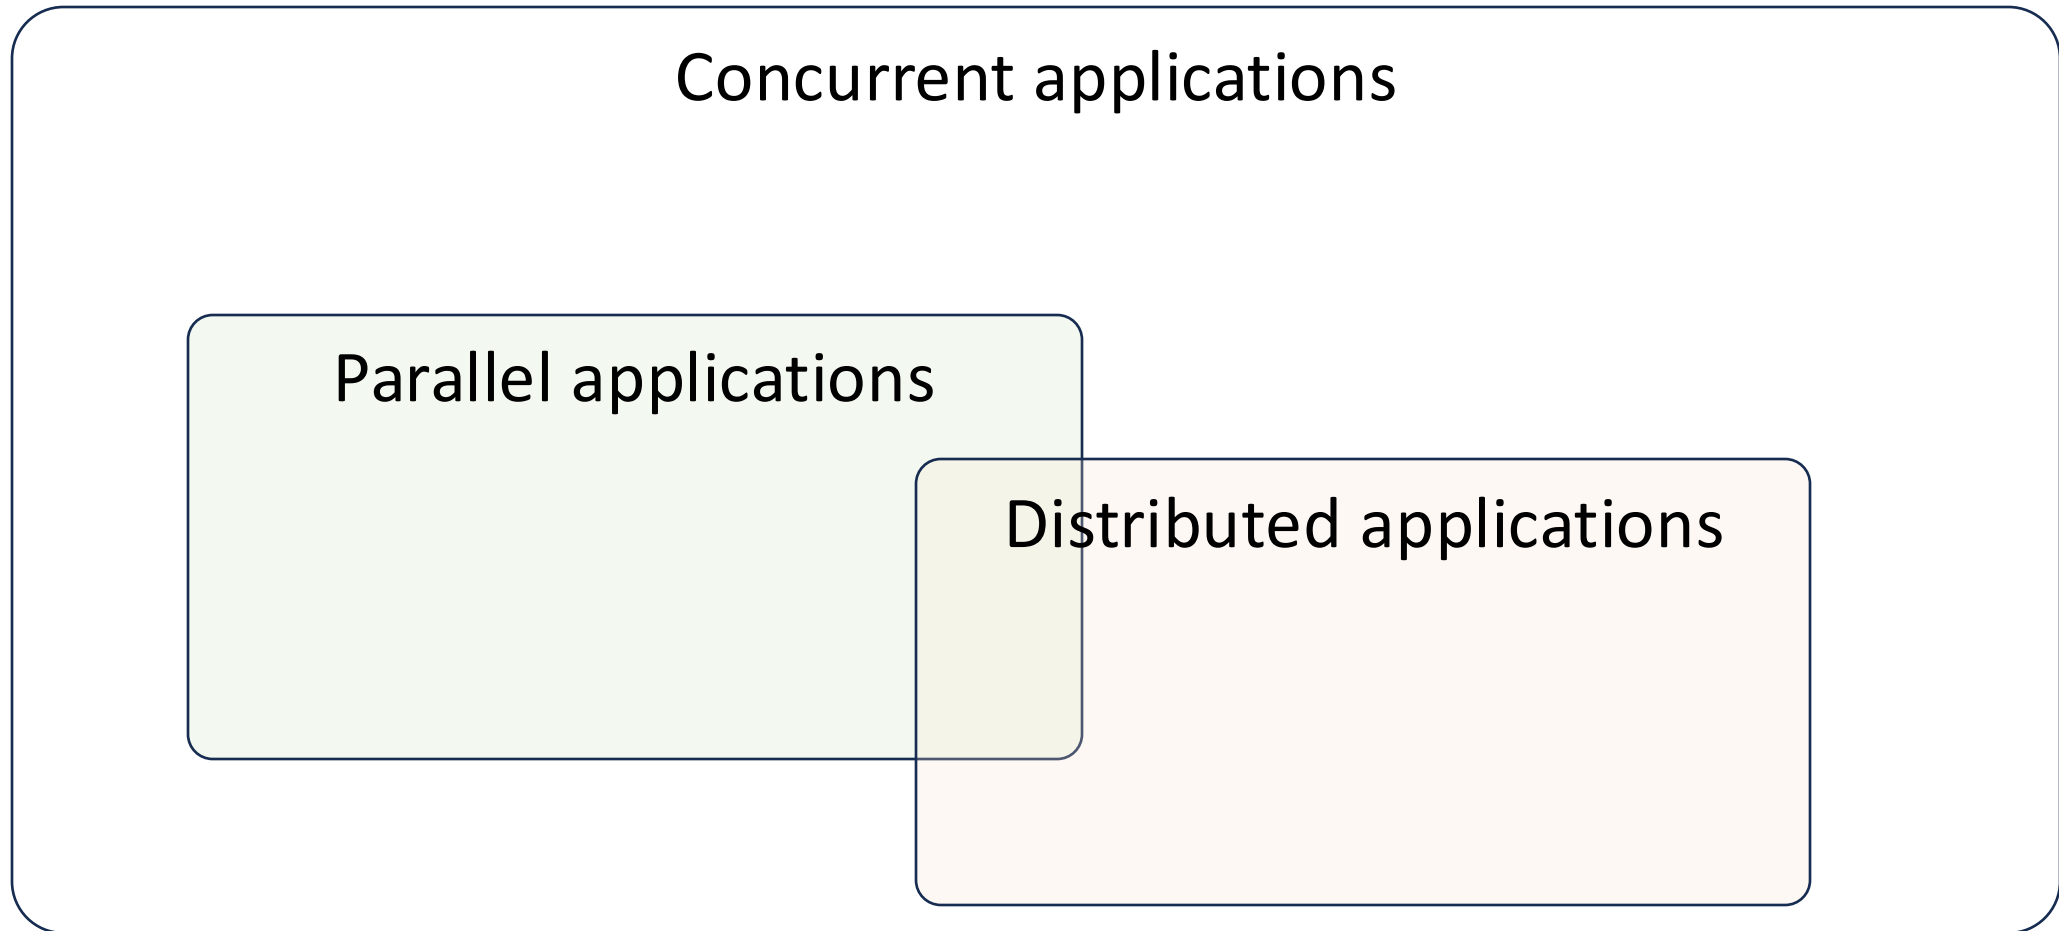 Concurrent applications
Parallel applications
Distributed applications